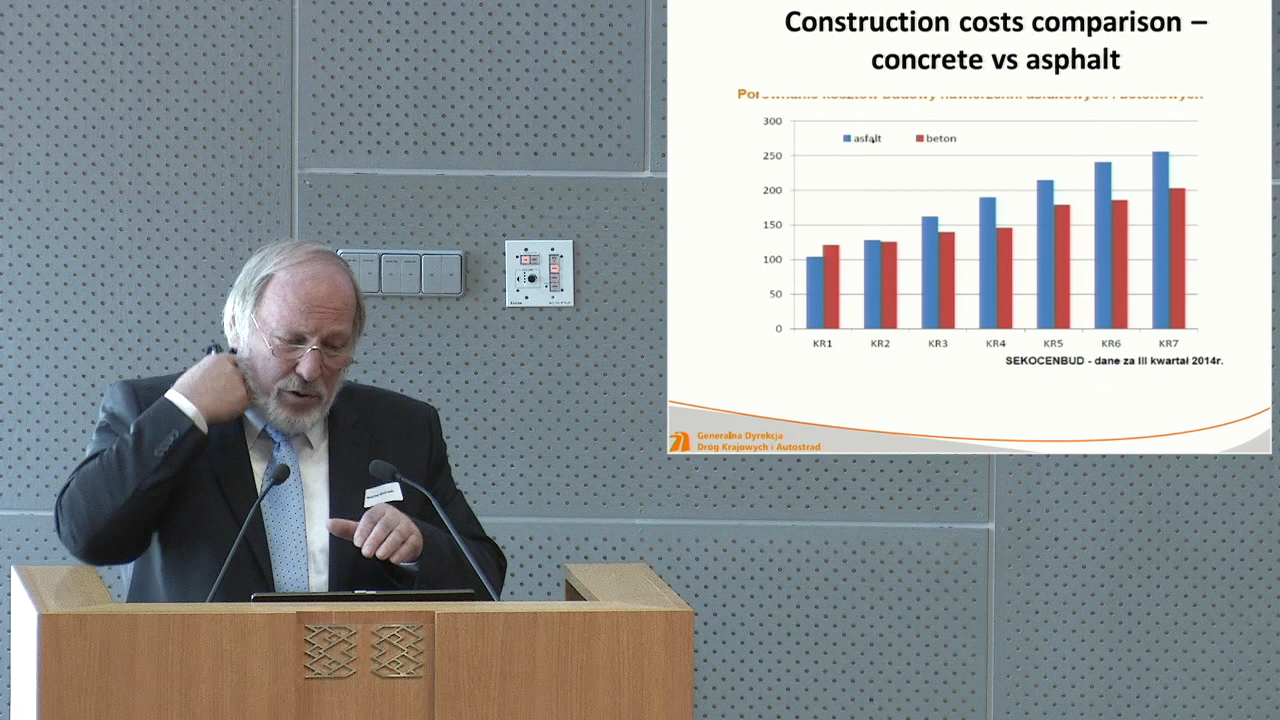 Construction costs comparison –
concrete vs asphalt
300
asfalt
beton
250
200
150
100
50
0
KR1 KR2 KR3 KR4 KR5 KR6 KR7
SEKOCENBUD - dane za III kwartał 2014r.
Generalna Dyrekcja
Dróg Krajowych i Autostrad